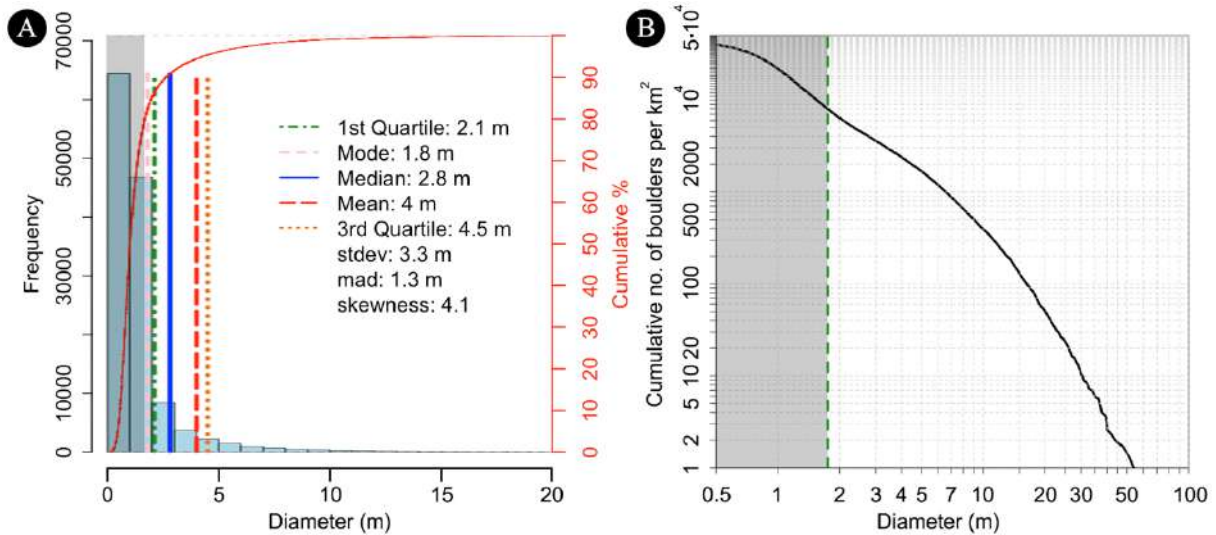 A
Frequency
70000
50000
30000
10000
0
0 5 10 15 20
Diameter (m)
1st Quartile: 2.1 m
Mode: 1.8 m
Median: 2.8 m
Mean: 4 m
3rd Quartile: 4.5 m
stdev: 3.3 m
mad: 1.3 m
skewness: 4.1
90
80
70
60
50
40
30
20
10
0
Cumulative %
B
Cumulative no. of boulders per km²
5·10⁴
10⁴
2000
500
100
20
10
5
2
1
0.5 1 2 3 4 5 7 10 20 30 50 100
Diameter (m)